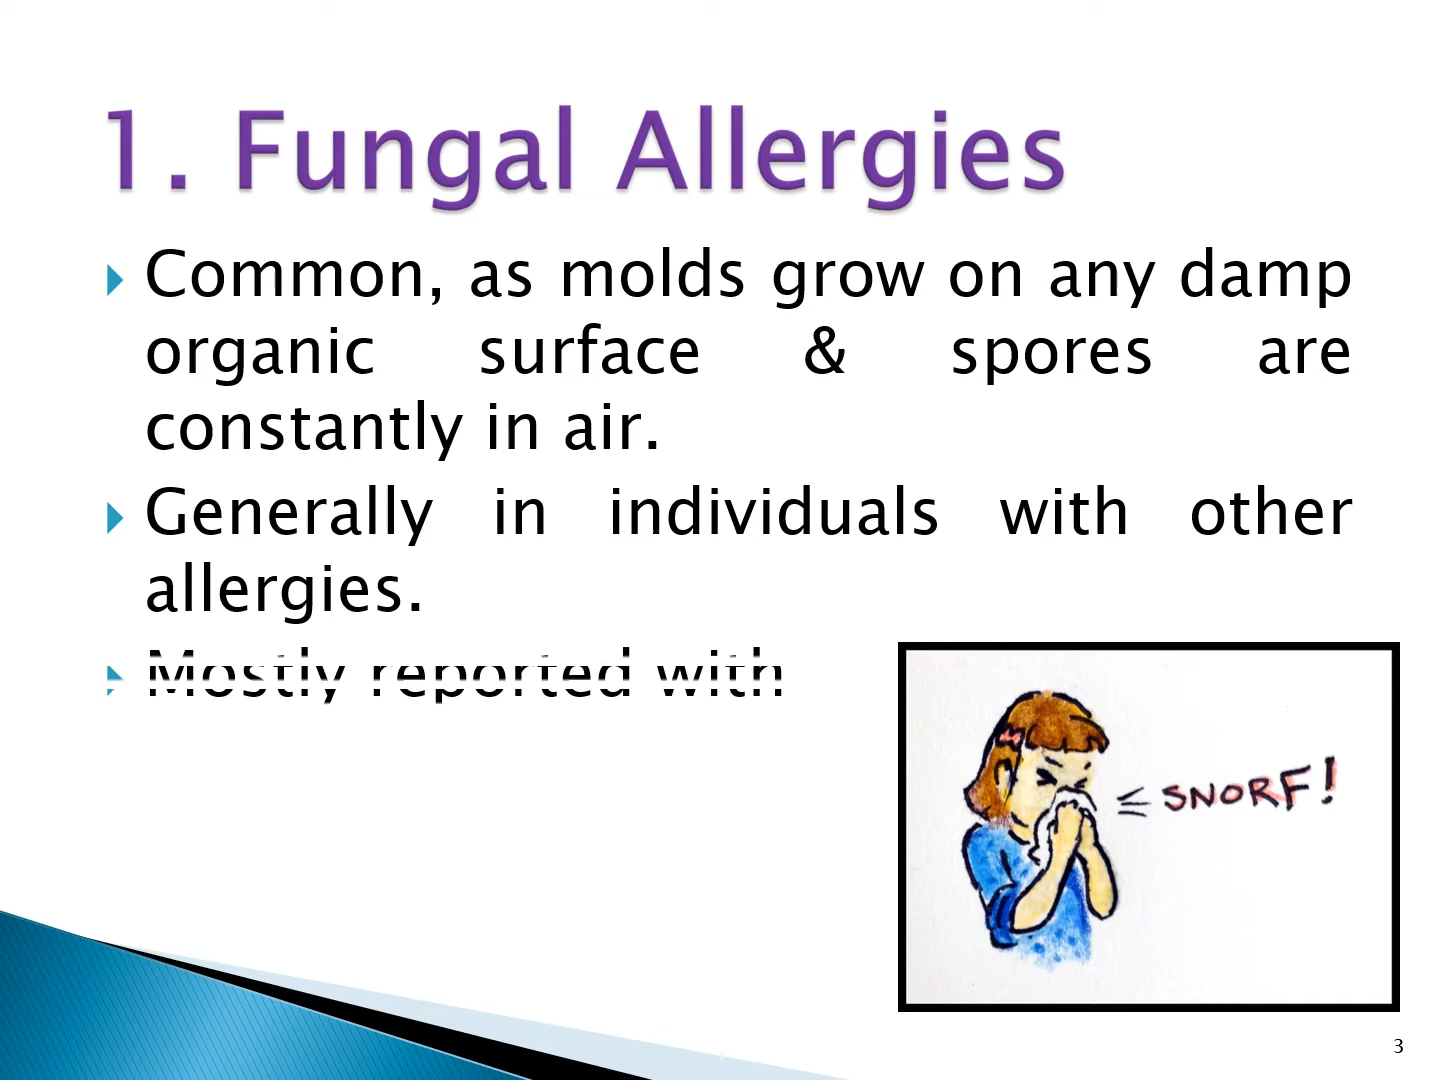 1. Fungal Allergies
Common, as molds grow on any damp
organic surface & spores are
constantly in air.
Generally in individuals with other
allergies.
Mostly reported with
SNORF!
3